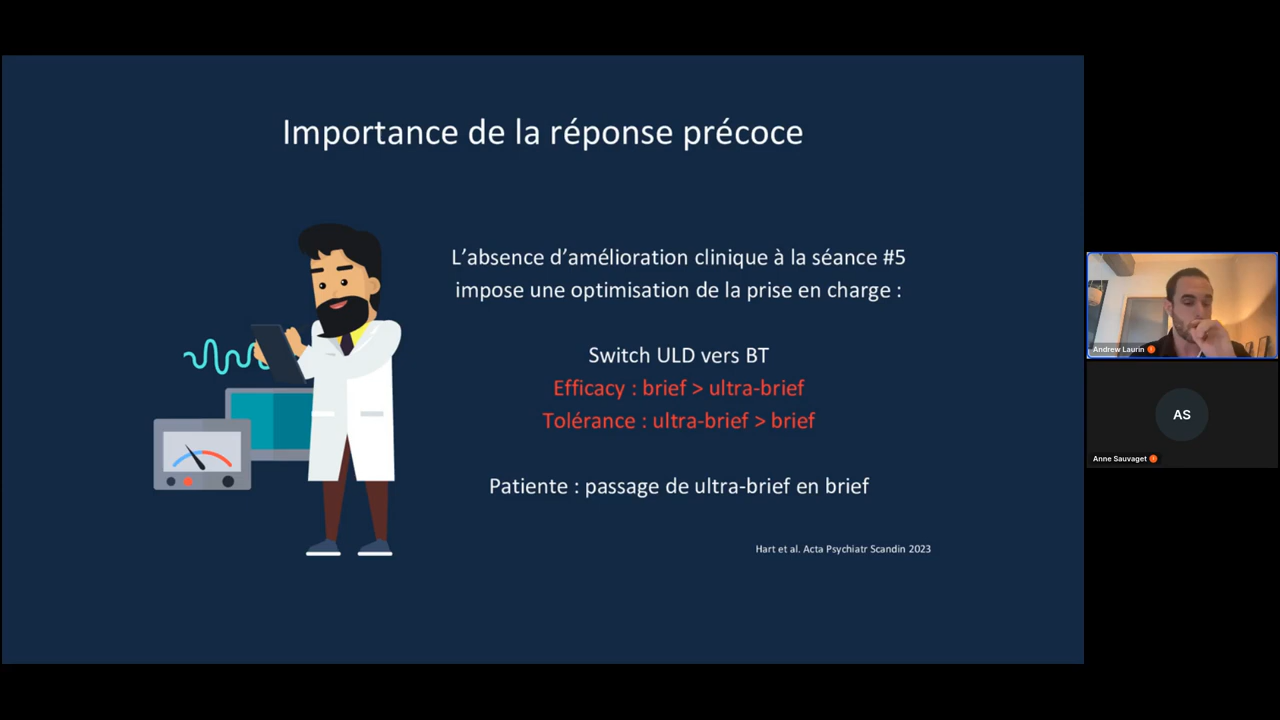 Importance de la réponse précoce
L’absence d’amélioration clinique à la séance #5
impose une optimisation de la prise en charge :
Switch ULD vers BT
Efficacy : brief > ultra-brief
Tolérance : ultra-brief > brief
Patiente : passage de ultra-brief en brief
Hart et al. Acta Psychiatr Scandin 2023
Andrew Laurin
AS
Anne Sauvaget